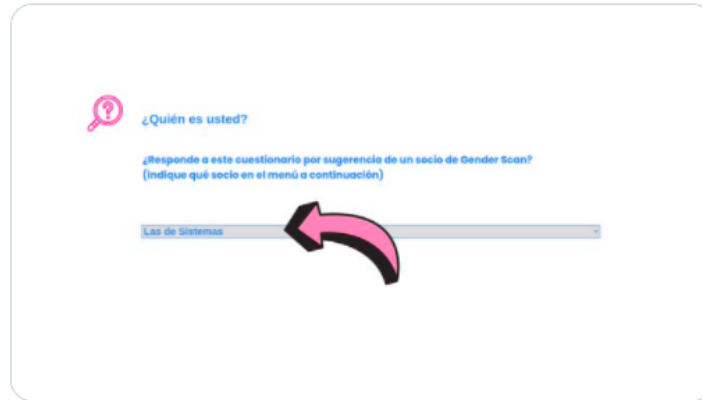 ¿Quién es usted?
¿Responde a este cuestionario por sugerencia de un socio de Gender Scan?
(indique qué socio en el menú a continuación)
Las de Sistemas